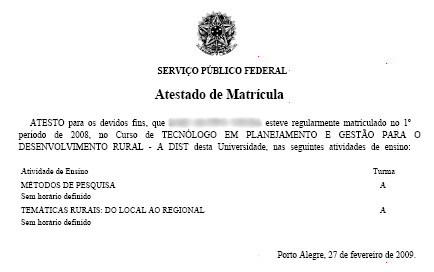 SERVIÇO PÚBLICO FEDERAL
Atestado de Matrícula
ATESTO para os devidos fins, que esteve regularmente matriculado no 1º
período de 2008, no Curso de TECNÓLOGO EM PLANEJAMENTO E GESTÃO PARA O
DESENVOLVIMENTO RURAL - A DIST desta Universidade, nas seguintes atividades de ensino:
Atividade de Ensino Turma
MÉTODOS DE PESQUISA A
Sem horário definido
TEMÁTICAS RURAIS: DO LOCAL AO REGIONAL A
Sem horário definido
Porto Alegre, 27 de fevereiro de 2009.